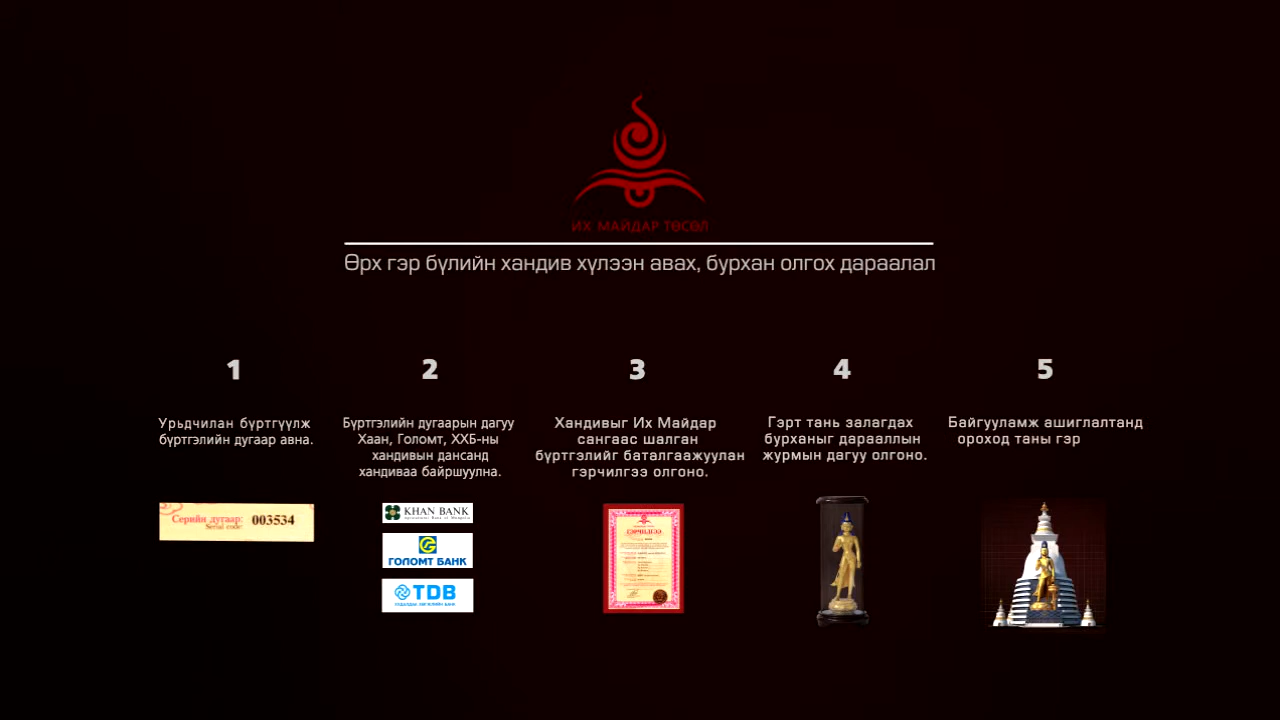 ИХ МАЙДАР ТӨСӨЛ
Өрх гэр бүлийн хандив хүлээн авах, бурхан олгох дараалал
1
Урьдчилан бүртгүүлж
бүртгэлийн дугаар авна.
Серийн дугаар:
Serial code:
003534
2
Бүртгэлийн дугаарын дагуу
Хаан, Голомт, ХХБ-ны
хандивын дансанд
хандиваа байршуулна.
KHAN BANK
ГОЛОМТ БАНК
TDB
3
Хандивыг Их Майдар
сангаас шалган
бүртгэлийг баталгаажуулан
гэрчилгээ олгоно.
ГЭРЧИЛГЭЭ
4
Гэрт тань залагдах
бурханыг дарааллын
журмын дагуу олгоно.
5
Байгууламж ашиглалтанд
ороход таны гэр